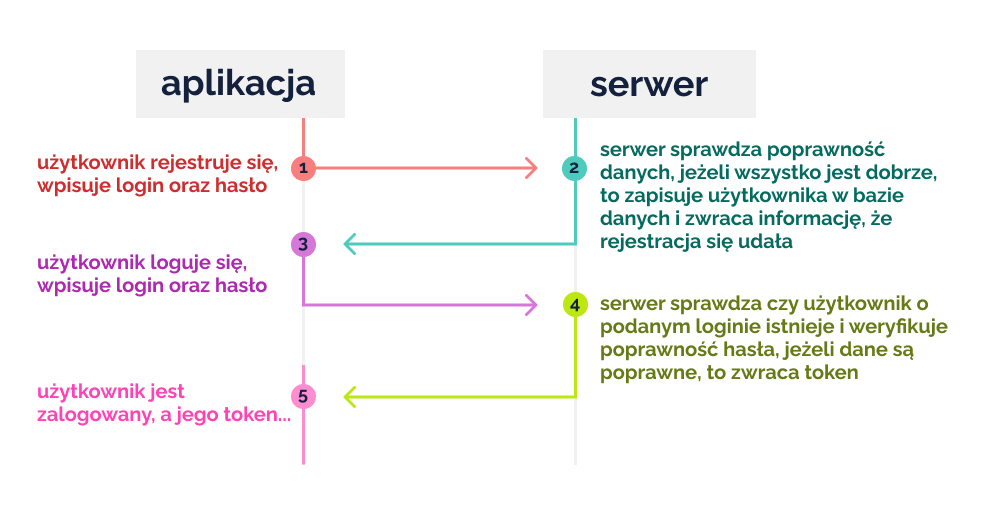 aplikacja
serwer
użytkownik rejestruje się,
wpisuje login oraz hasło
1
2
serwer sprawdza poprawność
danych, jeżeli wszystko jest dobrze,
to zapisuje użytkownika w bazie
danych i zwraca informację, że
rejestracja się udała
3
użytkownik loguje się,
wpisuje login oraz hasło
4
serwer sprawdza czy użytkownik o
podanym loginie istnieje i weryfikuje
poprawność hasła, jeżeli dane są
poprawne, to zwraca token
użytkownik jest
zalogowany, a jego token...
5